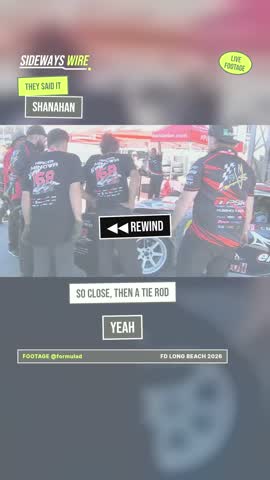 SIDEWAYS WIRE.
LIVE
FOOTAGE
THEY SAID IT
SHANAHAN
REWIND
SO CLOSE, THEN A TIE ROD
YEAH
FOOTAGE @formulad
FD LONG BEACH 2026